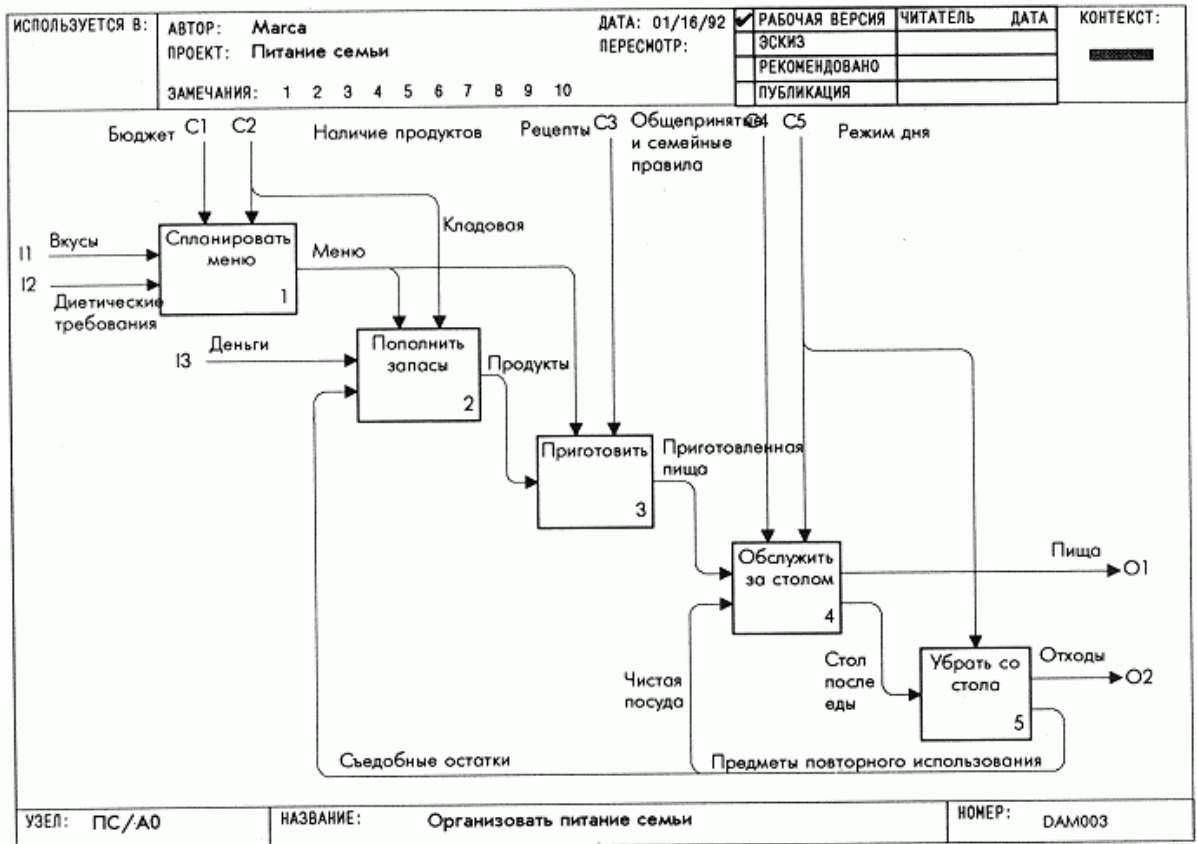 ИСПОЛЬЗУЕТСЯ В:
АВТОР: Marca
ДАТА: 01/16/92
РАБОЧАЯ ВЕРСИЯ
ЧИТАТЕЛЬ ДАТА
КОНТЕКСТ:
ПРОЕКТ: Питание семьи
ПЕРЕСМОТР:
ЭСКИЗ
РЕКОМЕНДОВАНО
ЗАМЕЧАНИЯ: 1 2 3 4 5 6 7 8 9 10
ПУБЛИКАЦИЯ
Бюджет C1
C2
Наличие продуктов
Рецепты C3
Общепринятые
и семейные
правила
C4
C5
Режим дня
Кладовая
I1 Вкусы
I2
Диетические
требования
Спланировать
меню
1
Меню
I3
Деньги
Пополнить
запасы
2
Продукты
Приготовить
3
Приготовленная
пища
Обслужить
за столом
4
Пища
O1
Стол
после
еды
Убрать со
стола
5
Отходы
O2
Чистая
посуда
Съедобные остатки
Предметы повторного использования
УЗЕЛ: ПС/A0
НАЗВАНИЕ: Организовать питание семьи
НОМЕР: DAM003